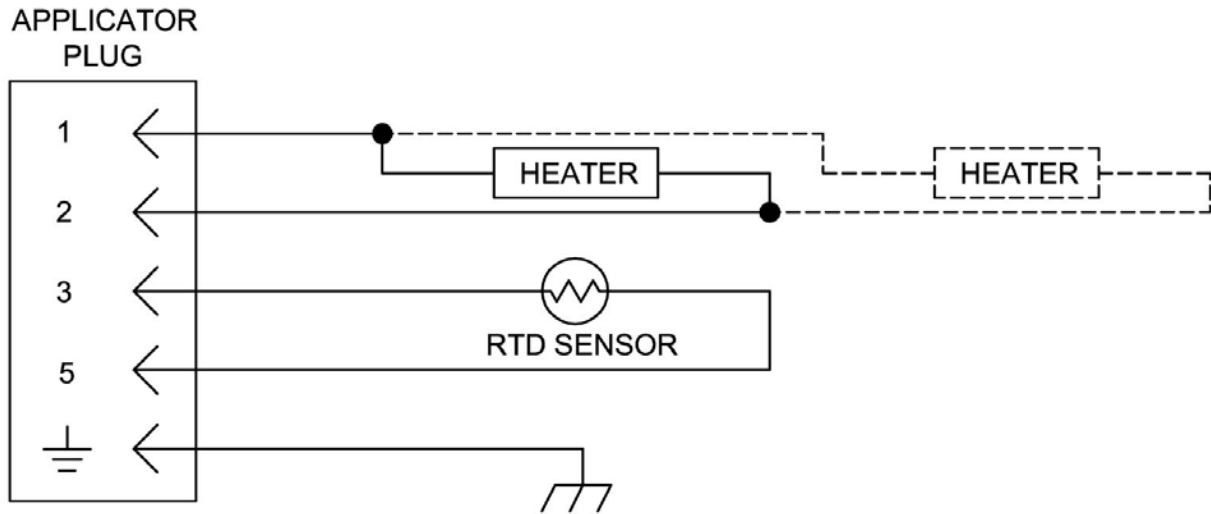 APPLICATOR
PLUG
1
HEATER
HEATER
2
3
RTD SENSOR
5